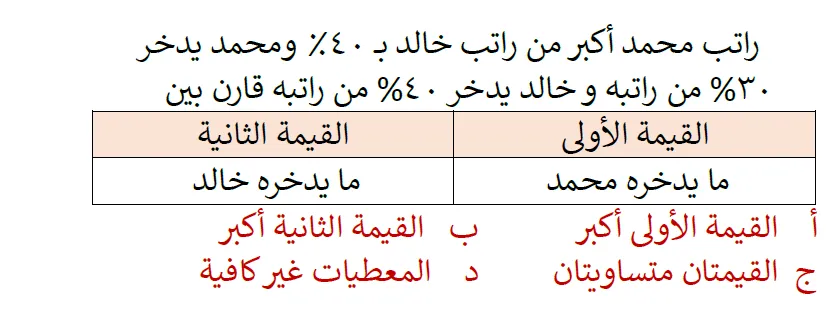 راتب محمد أكبر من راتب خالد بـ ٤٠٪ ومحمد يدخر
٣٠% من راتبه و خالد يدخر ٤٠% من راتبه قارن بين
القيمة الأولى القيمة الثانية
ما يدخره محمد ما يدخره خالد
أ القيمة الأولى أكبر ب القيمة الثانية أكبر
ج القيمتان متساويتان د المعطيات غير كافية